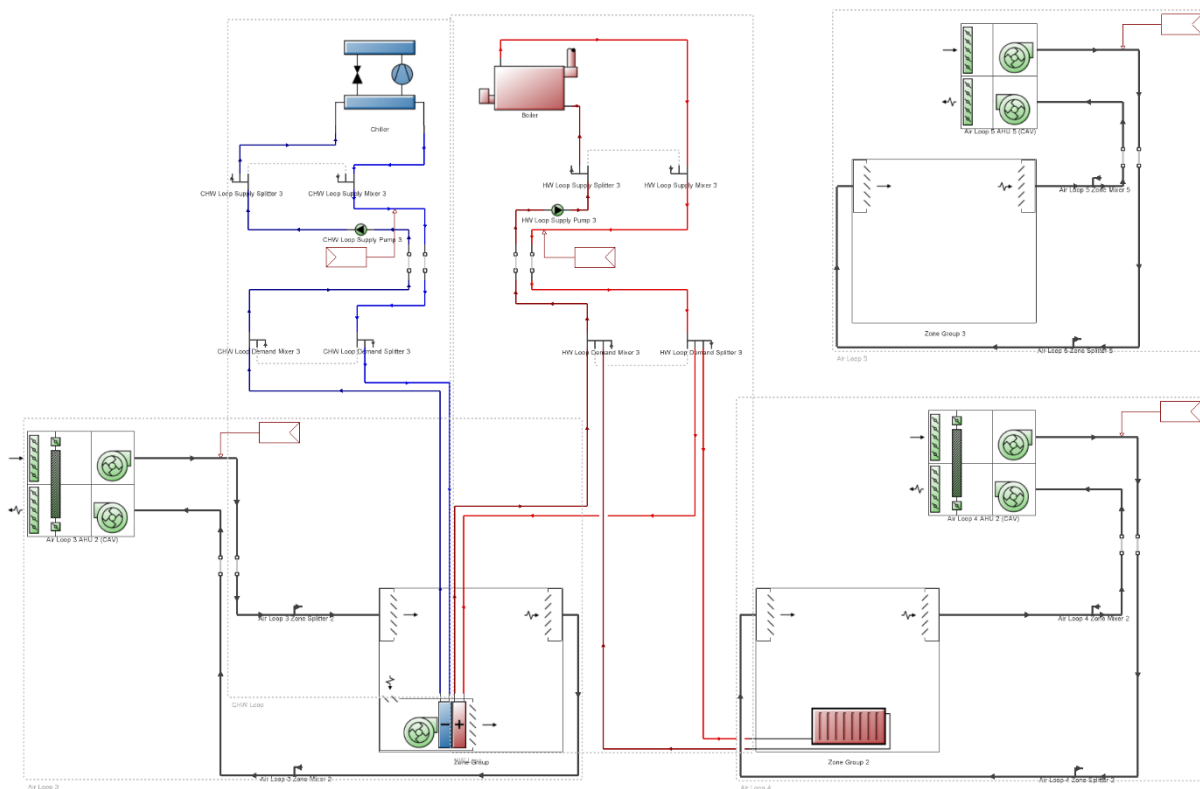 Air Loop 5 AHU 5 (CAV)
Chiller
Boiler
CHW Loop Supply Splitter 3
CHW Loop Supply Mixer 3
HW Loop Supply Splitter 3
HW Loop Supply Mixer 3
Air Loop 5 Zone Mixer 5
HW Loop Supply Pump 3
CHW Loop Supply Pump 3
Zone Group 3
CHW Loop Demand Mixer 3
CHW Loop Demand Splitter 3
HW Loop Demand Mixer 3
HW Loop Demand Splitter 3
Air Loop 5 Zone Splitter 5
Air Loop 5
Air Loop 3 AHU 2 (CAV)
Air Loop 4 AHU 2 (CAV)
Air Loop 3 Zone Splitter 2
Air Loop 4 Zone Mixer 2
CHW Loop
Zone Group
Zone Group 2
Air Loop 3 Zone Mixer 2
Air Loop 4 Zone Splitter 2
Air Loop 3
Air Loop 4